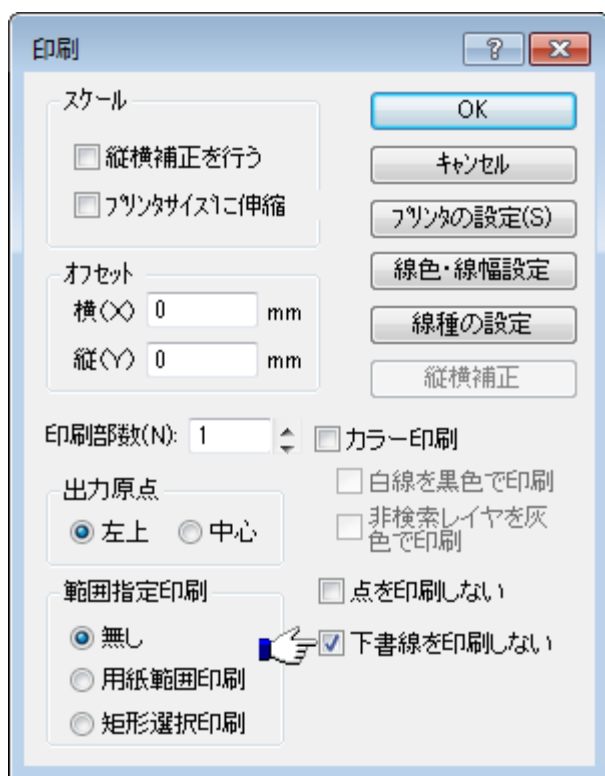 印刷
スケール
縦横補正を行う
プリンタサイズに伸縮
オフセット
横(X) 0 mm
縦(Y) 0 mm
OK
キャンセル
プリンタの設定(S)
線色・線幅設定
線種の設定
縦横補正
印刷部数(N): 1
カラー印刷
白線を黒色で印刷
非検索レイヤを灰
色で印刷
出力原点
左上 中心
範囲指定印刷
無し
用紙範囲印刷
矩形選択印刷
点を印刷しない
下書線を印刷しない